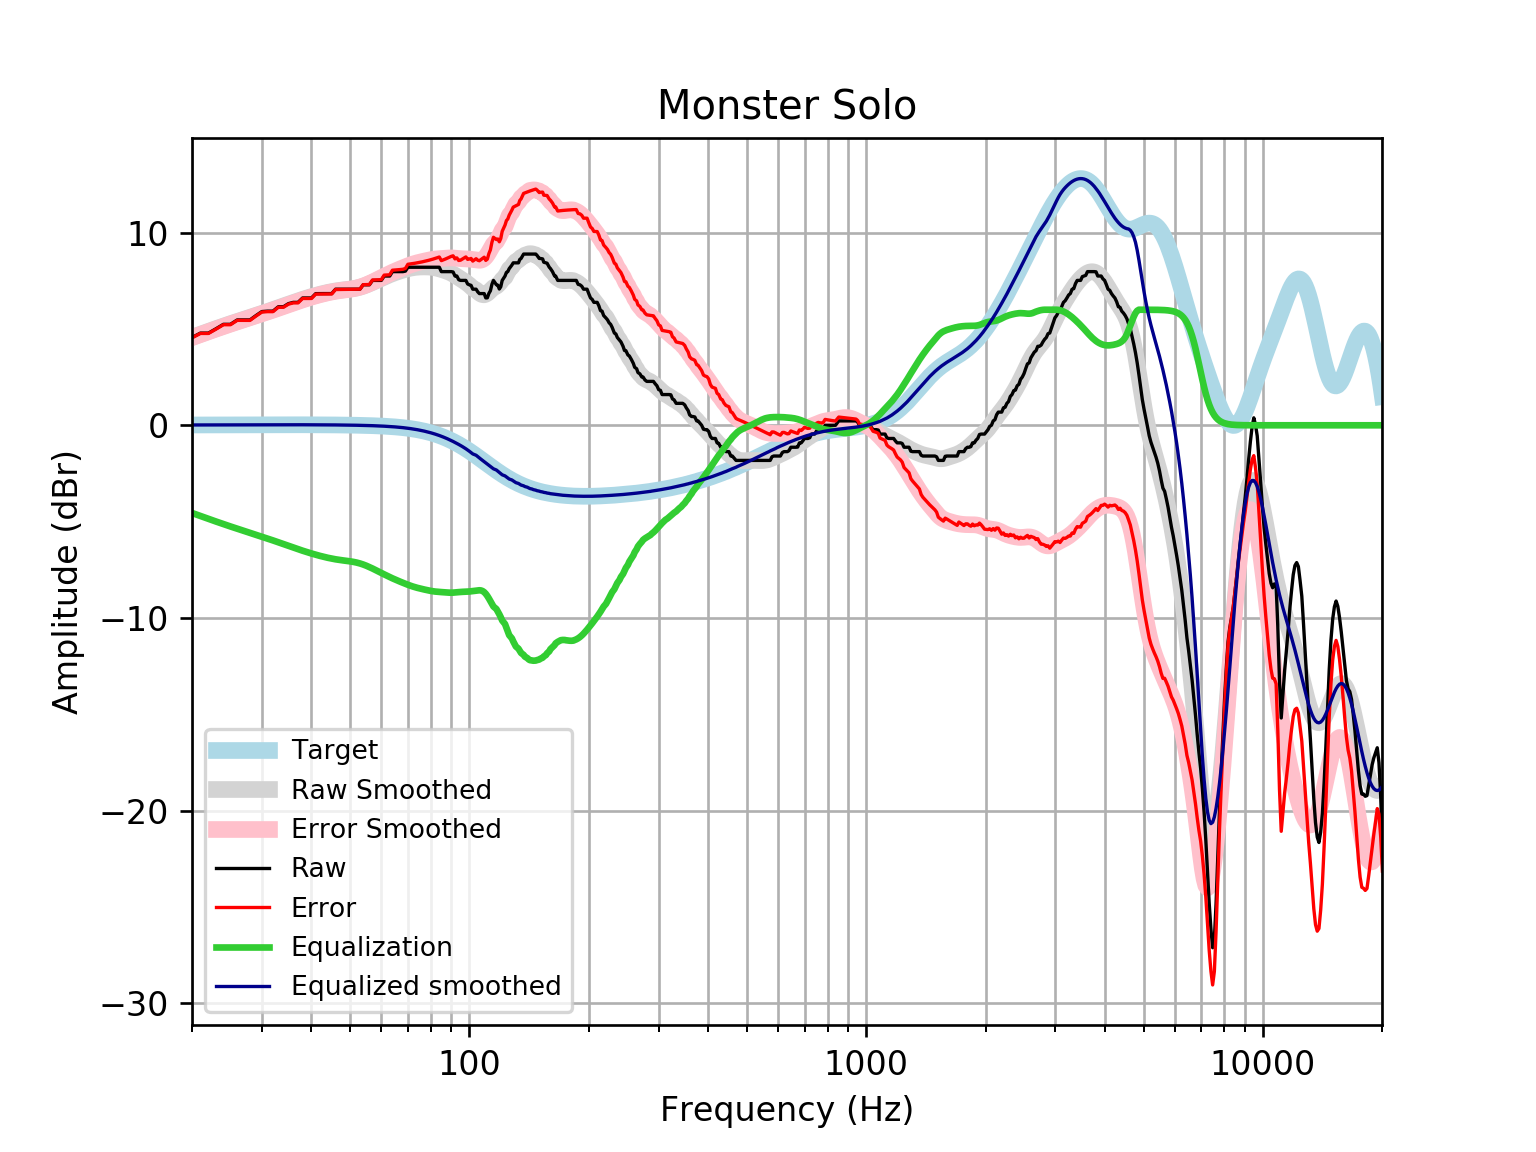 Monster Solo
Amplitude (dBr)
10
0
−10
−20
−30
Target
Raw Smoothed
Error Smoothed
Raw
Error
Equalization
Equalized smoothed
100 1000 10000
Frequency (Hz)